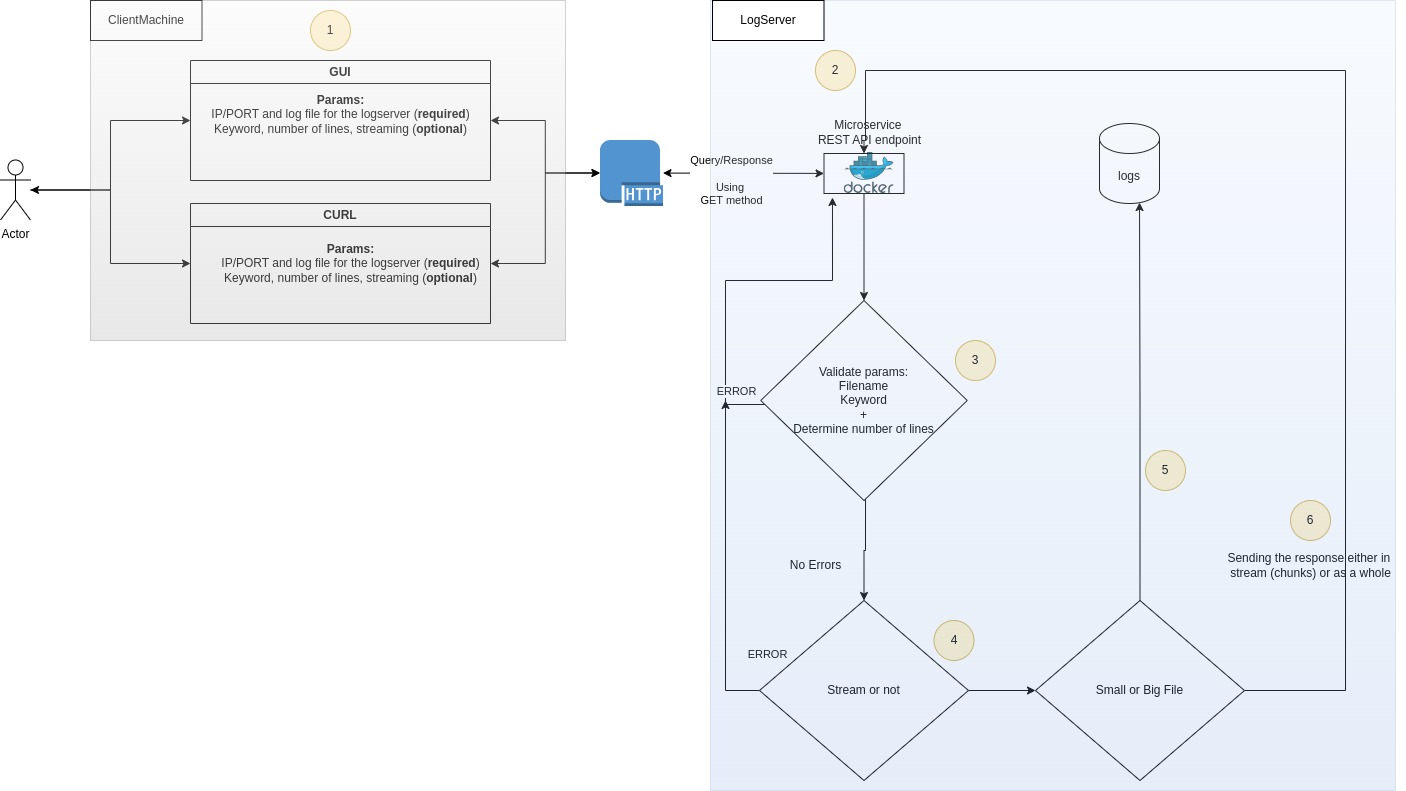 ClientMachine
1
GUI
Params:
IP/PORT and log file for the logserver (required)
Keyword, number of lines, streaming (optional)
CURL
Params:
IP/PORT and log file for the logserver (required)
Keyword, number of lines, streaming (optional)
Actor
HTTP
Query/Response
Using
GET method
LogServer
2
Microservice
REST API endpoint
docker
logs
3
Validate params:
Filename
Keyword
+
Determine number of lines
ERROR
5
6
Sending the response either in
stream (chunks) or as a whole
No Errors
4
ERROR
Stream or not
Small or Big File